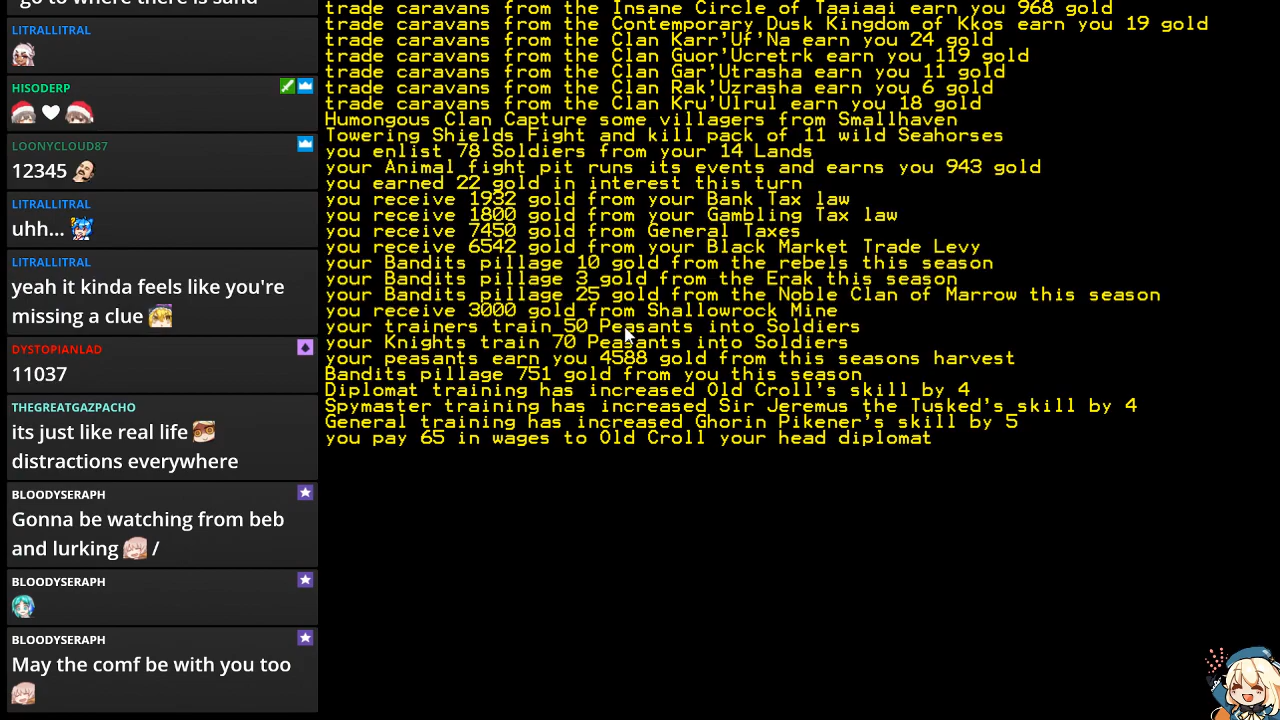 go to where there is sand
LITRALLITRAL
HISODERP
LOONYCLOUD87
12345
LITRALLITRAL
uhh...
LITRALLITRAL
yeah it kinda feels like you're
missing a clue
DYSTOPIANLAD
11037
THEGREATGAZPACHO
its just like real life
distractions everywhere
BLOODYSERAPH
Gonna be watching from beb
and lurking /
BLOODYSERAPH
BLOODYSERAPH
May the comf be with you too
trade caravans from the Insane Circle of Taaiaai earn you 968 gold
trade caravans from the Contemporary Dusk Kingdom of Kkos earn you 19 gold
trade caravans from the Clan Karr'Uf'Na earn you 24 gold
trade caravans from the Clan Guor'Ucretrk earn you 119 gold
trade caravans from the Clan Gar'Utrasha earn you 11 gold
trade caravans from the Clan Rak'Uzrasha earn you 6 gold
trade caravans from the Clan Kru'Ulrul earn you 18 gold
Humongous Clan Capture some villagers from Smallhaven
Towering Shields Fight and kill pack of 11 wild Seahorses
you enlist 78 Soldiers from your 14 Lands
your Animal fight pit runs its events and earns you 943 gold
you earned 22 gold in interest this turn
you receive 1932 gold from your Bank Tax law
you receive 1800 gold from your Gambling Tax law
you receive 7450 gold from General Taxes
you receive 6542 gold from your Black Market Trade Levy
your Bandits pillage 10 gold from the rebels this season
your Bandits pillage 3 gold from the Erak this season
your Bandits pillage 25 gold from the Noble Clan of Marrow this season
you receive 3000 gold from Shallowrock Mine
your trainers train 50 Peasants into Soldiers
your Knights train 70 Peasants into Soldiers
your peasants earn you 4588 gold from this seasons harvest
Bandits pillage 751 gold from you this season
Diplomat training has increased Old Croll's skill by 4
Spymaster training has increased Sir Jeremus the Tusked's skill by 4
General training has increased Ghorin Pikener's skill by 5
you pay 65 in wages to Old Croll your head diplomat